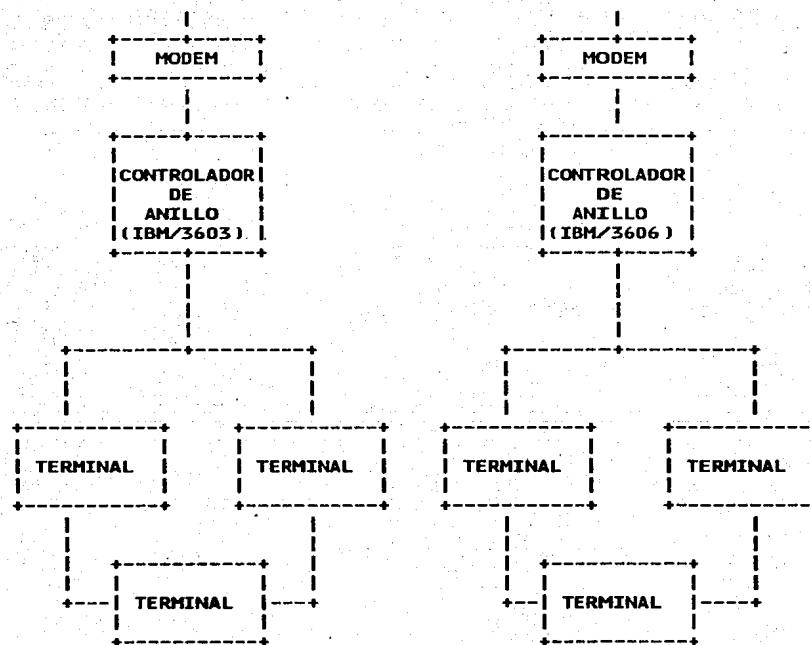 MODEM
MODEM
CONTROLADOR
DE
ANILLO
(IBM/3603)
CONTROLADOR
DE
ANILLO
(IBM/3606)
TERMINAL
TERMINAL
TERMINAL
TERMINAL
TERMINAL
TERMINAL